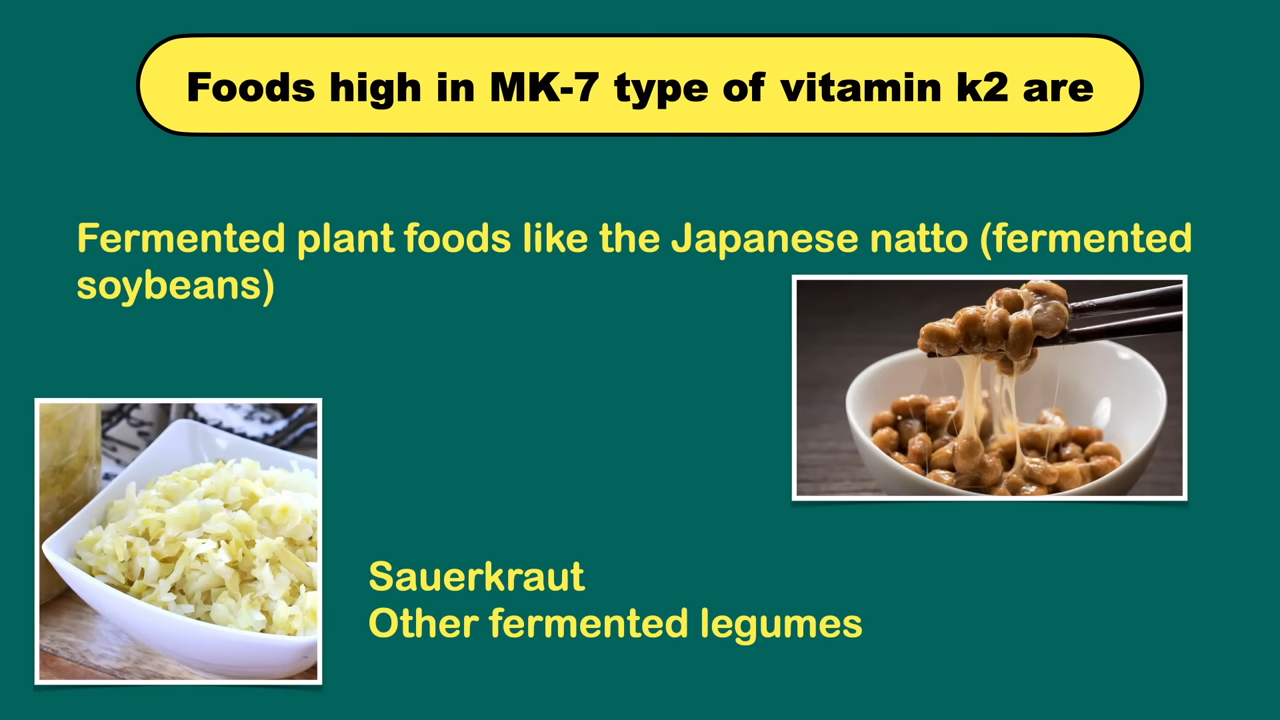 Foods high in MK-7 type of vitamin k2 are
Fermented plant foods like the Japanese natto (fermented
soybeans)
Sauerkraut
Other fermented legumes